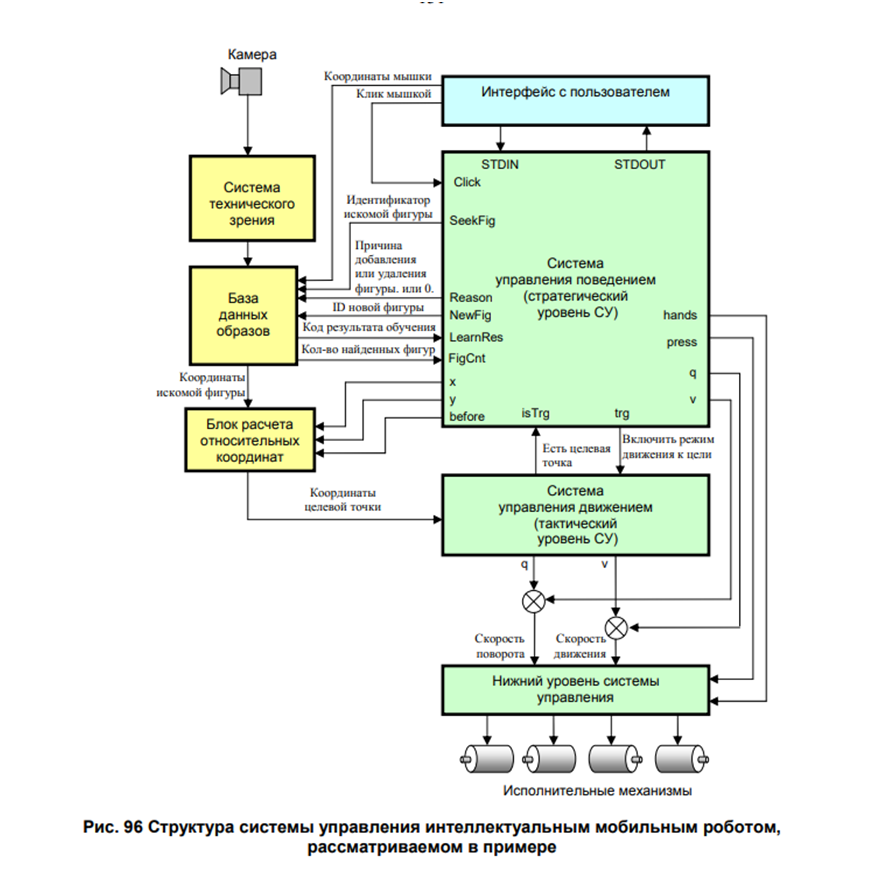 Камера
Координаты мышки
Клик мышкой
Интерфейс с пользователем
STDIN
STDOUT
Click
Система
технического
зрения
Идентификатор
искомой фигуры
SeekFig
Причина
добавления
или удаления
фигуры. или 0.
Система
управления поведением
(стратегический
уровень СУ)
База
данных
образов
Reason
ID новой фигуры
NewFig
Код результата обучения
LearnRes
Кол-во найденных фигур
FigCnt
hands
press
q
v
Координаты
искомой фигуры
x
y
before
isTrg
trg
Блок расчета
относительных
координат
Есть целевая
точка
Включить режим
движения к цели
Координаты
целевой точки
Система
управления движением
(тактический
уровень СУ)
q
v
Скорость
поворота
Скорость
движения
Нижний уровень системы
управления
Исполнительные механизмы
Рис. 96 Структура системы управления интеллектуальным мобильным роботом,
рассматриваемом в примере